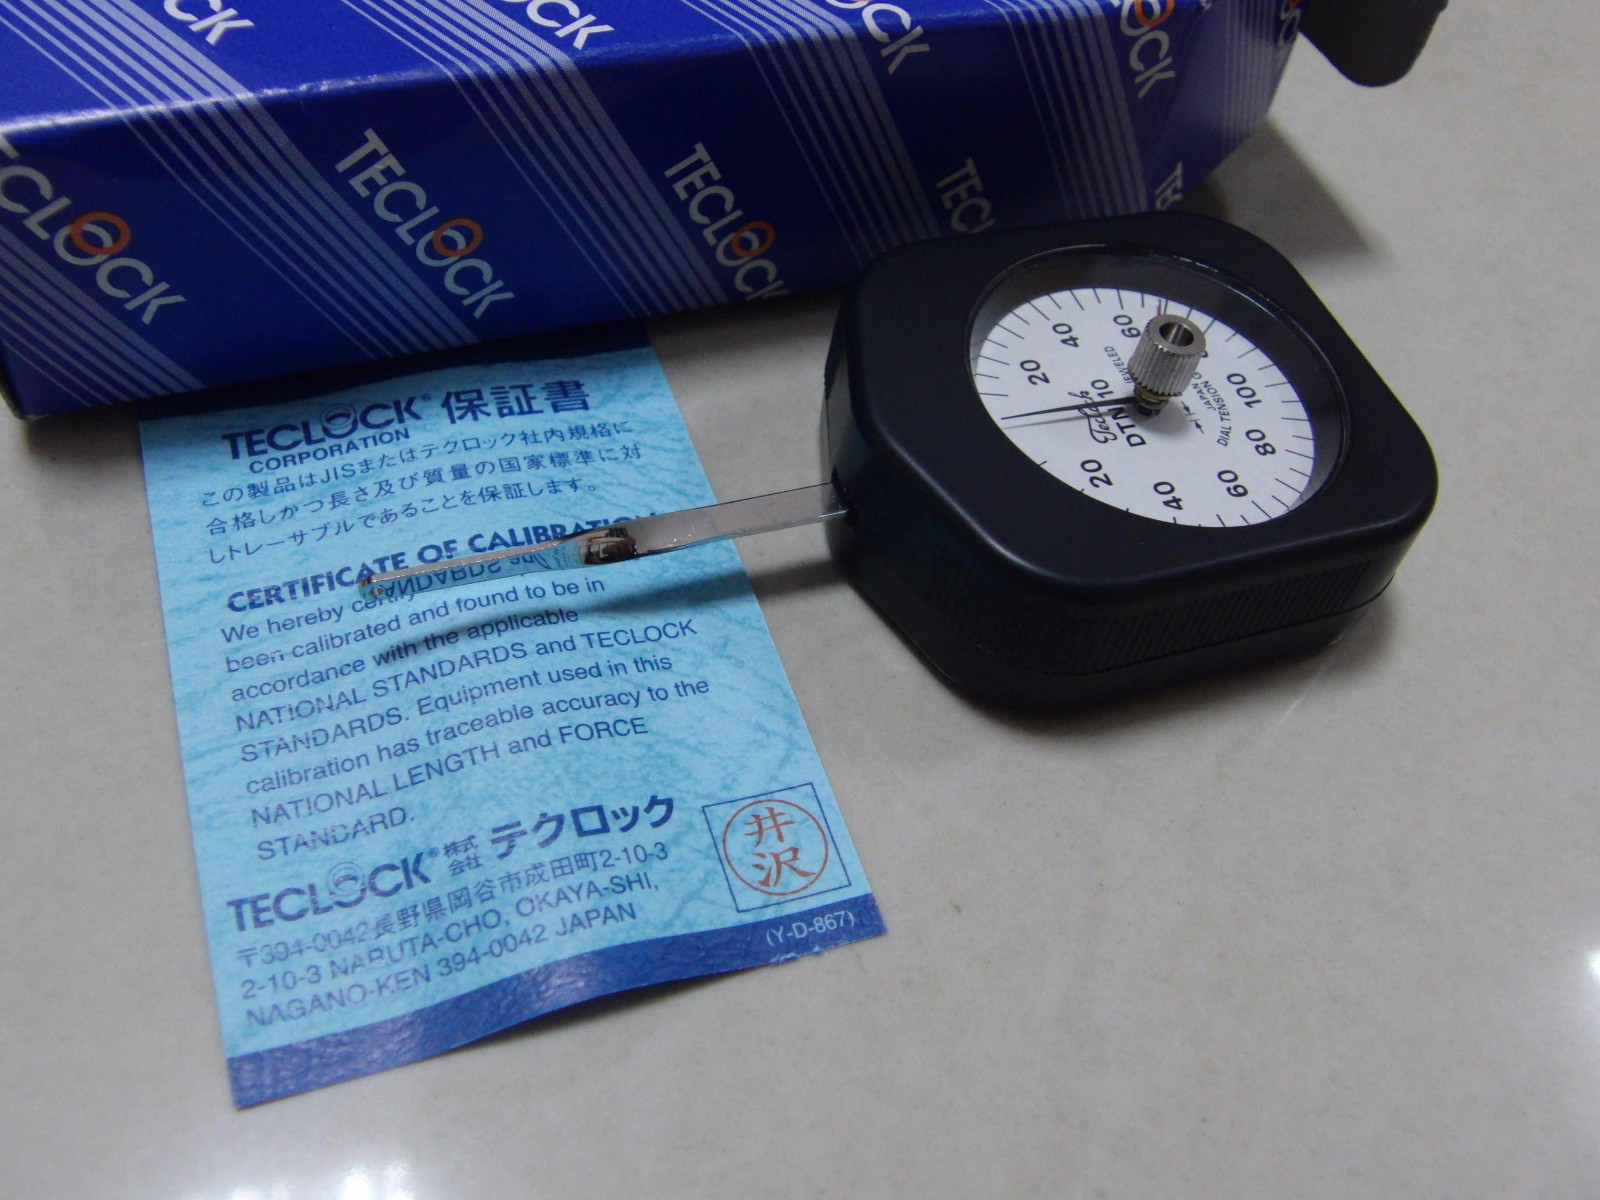 TECLOCK
TECLOCK
TECLOCK
TECLOCK
TECLOCK® 保証書
CORPORATION
この製品はJISまたはテクロック社内規格に
合格しかつ長さ及び質量の国家標準に対
しトレーサブルであることを保証します。
CERTIFICATE OF CALIBRATION
We hereby certify
been calibrated and found to be in
accordance with the applicable
NATIONAL STANDARDS and TECLOCK
STANDARDS. Equipment used in this
calibration has traceable accuracy to the
NATIONAL LENGTH and FORCE
STANDARD.
TECLOCK® 株式会社 テクロック
〒394-0042長野県岡谷市成田町2-10-3
2-10-3 NARUTA-CHO, OKAYA-SHI,
NAGANO-KEN 394-0042 JAPAN
井沢
(Y-D-867)
20
40
60
100
80
60
40
20
Teclock
DTN 10
JEWELED
JAPAN
DIAL TENSION